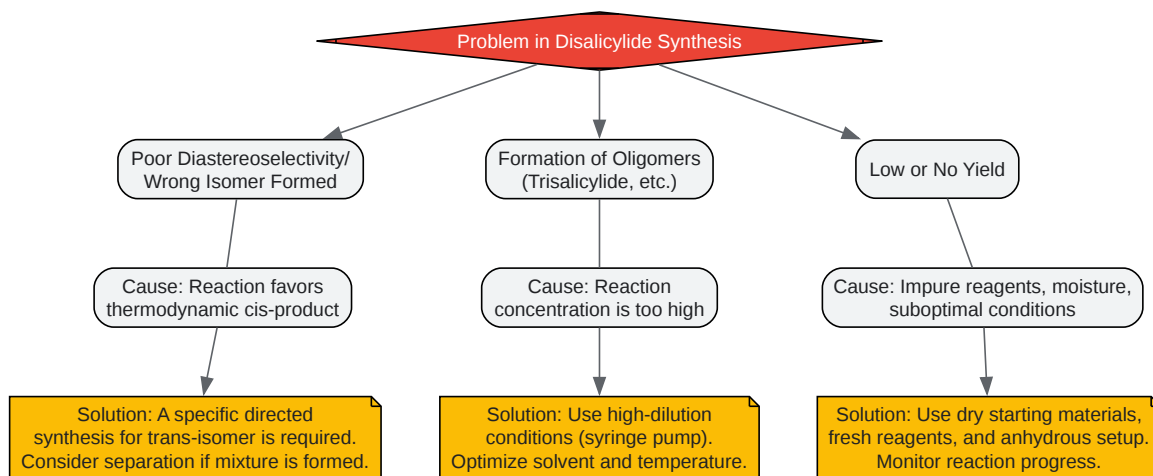 Problem in Disalicylide Synthesis
Poor Diastereoselectivity/
Wrong Isomer Formed
Formation of Oligomers
(Trisalicylide, etc.)
Low or No Yield
Cause: Reaction favors
thermodynamic cis-product
Cause: Reaction
concentration is too high
Cause: Impure reagents, moisture,
suboptimal conditions
Solution: A specific directed
synthesis for trans-isomer is required.
Consider separation if mixture is formed.
Solution: Use high-dilution
conditions (syringe pump).
Optimize solvent and temperature.
Solution: Use dry starting materials,
fresh reagents, and anhydrous setup.
Monitor reaction progress.